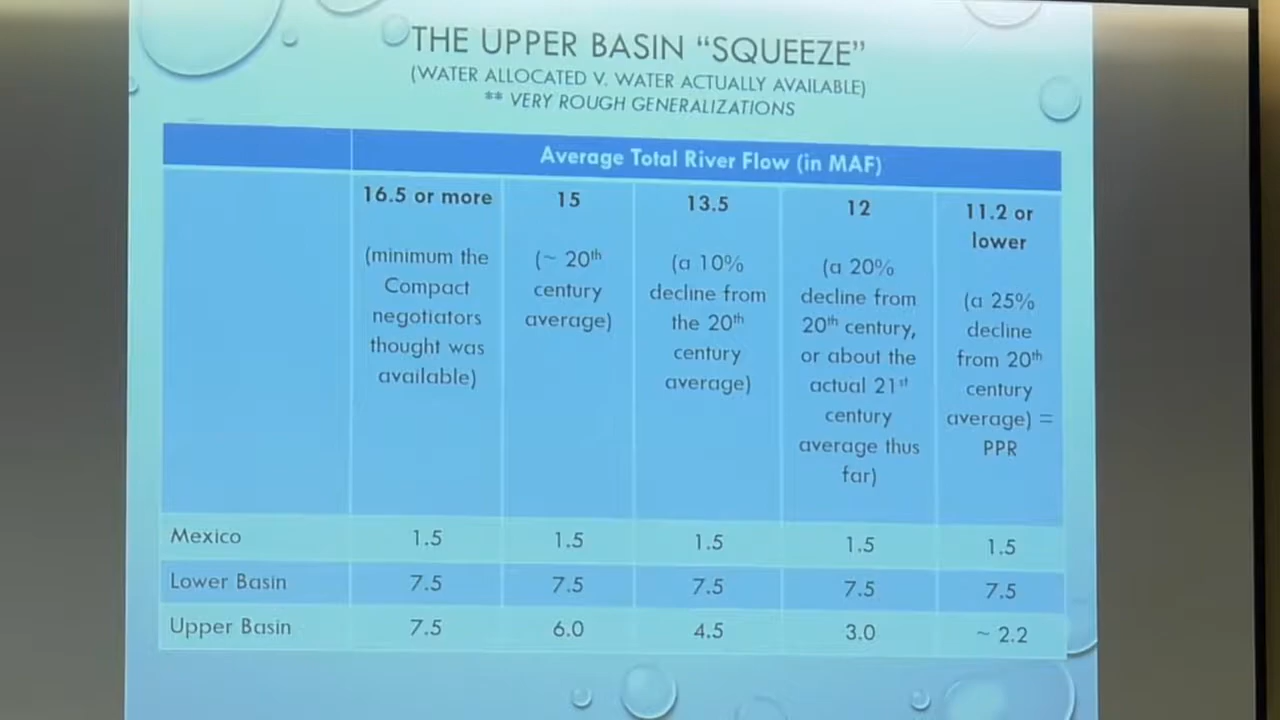 THE UPPER BASIN “SQUEEZE”
(WATER ALLOCATED V. WATER ACTUALLY AVAILABLE)
** VERY ROUGH GENERALIZATIONS
Average Total River Flow (in MAF)
16.5 or more
(minimum the
Compact
negotiators
thought was
available)
15
(~ 20th
century
average)
13.5
(a 10%
decline from
the 20th
century
average)
12
(a 20%
decline from
20th century,
or about the
actual 21st
century
average thus
far)
11.2 or
lower
(a 25%
decline
from 20th
century
average) =
PPR
Mexico 1.5 1.5 1.5 1.5 1.5
Lower Basin 7.5 7.5 7.5 7.5 7.5
Upper Basin 7.5 6.0 4.5 3.0 ~ 2.2